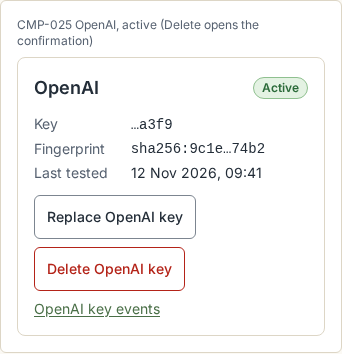 CMP-025 OpenAI, active (Delete opens the
confirmation)
OpenAI
Active
Key …a3f9
Fingerprint sha256:9c1e…74b2
Last tested 12 Nov 2026, 09:41
Replace OpenAI key
Delete OpenAI key
OpenAI key events